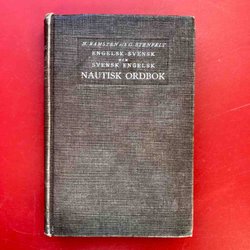 H. RAMSTEN och G. STENFELT
ENGELSK-SVENSK
OCH
SVENSK-ENGELSK
NAUTISK ORDBOK